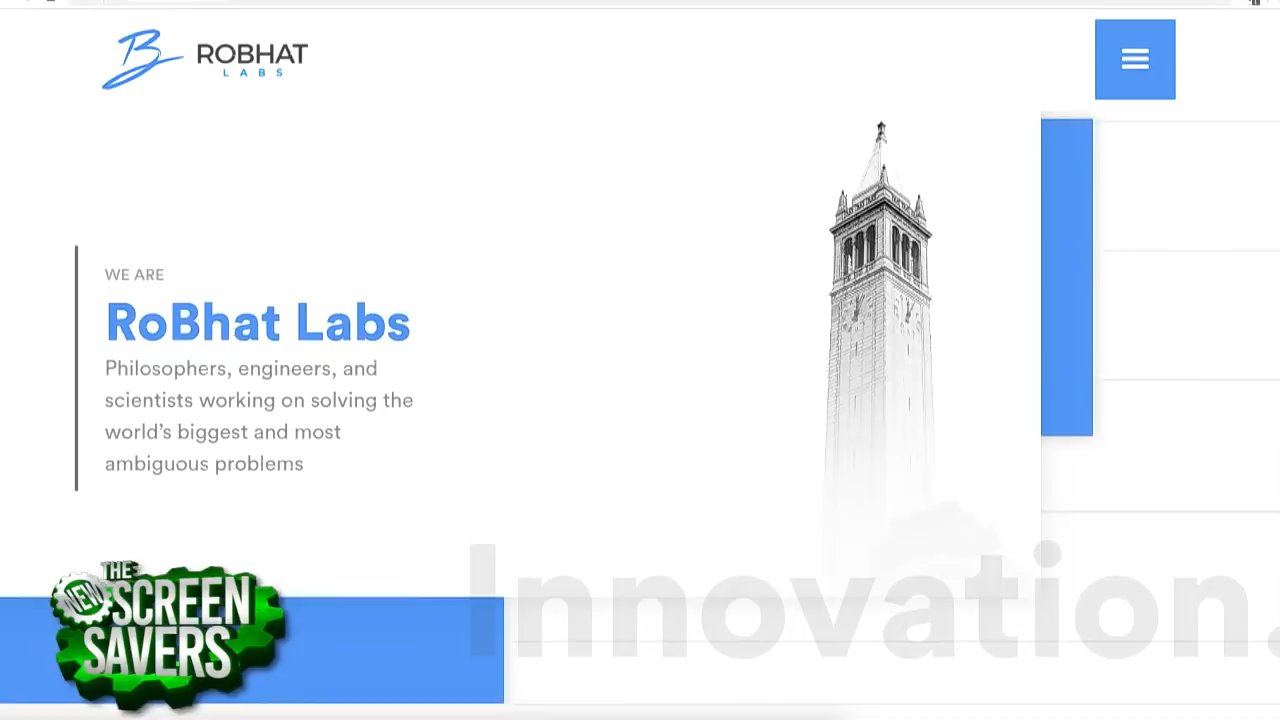 B ROBHAT
LABS
WE ARE
RoBhat Labs
Philosophers, engineers, and
scientists working on solving the
world's biggest and most
ambiguous problems
Innovation.
THE
NEW SCREEN
SAVERS